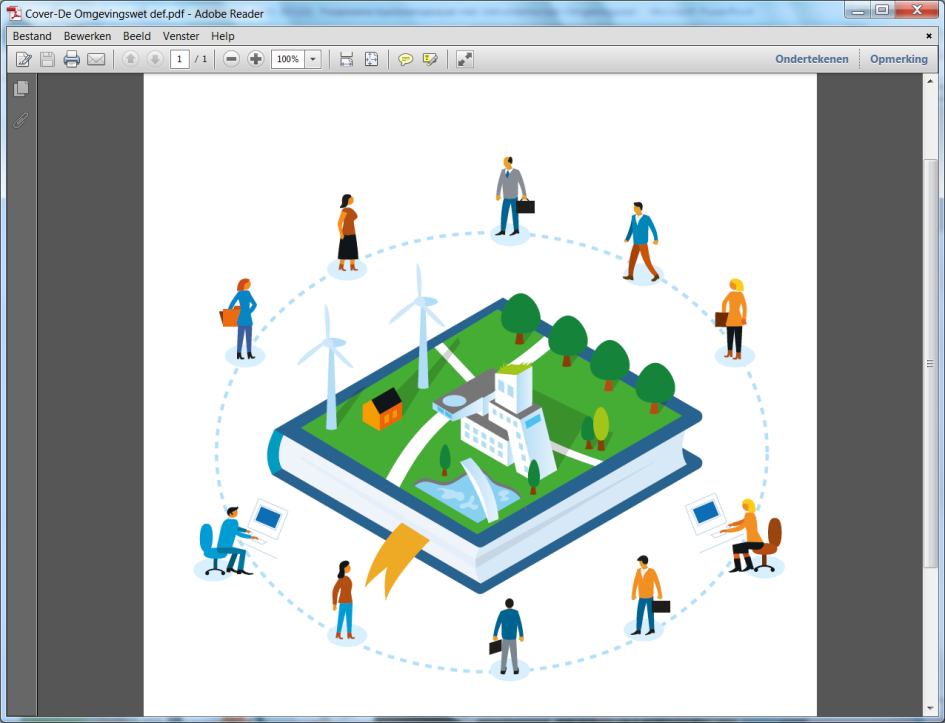 Cover-De Omgevingswet def.pdf - Adobe Reader
Bestand Bewerken Beeld Venster Help
1 / 1 100% Ondertekenen Opmerking